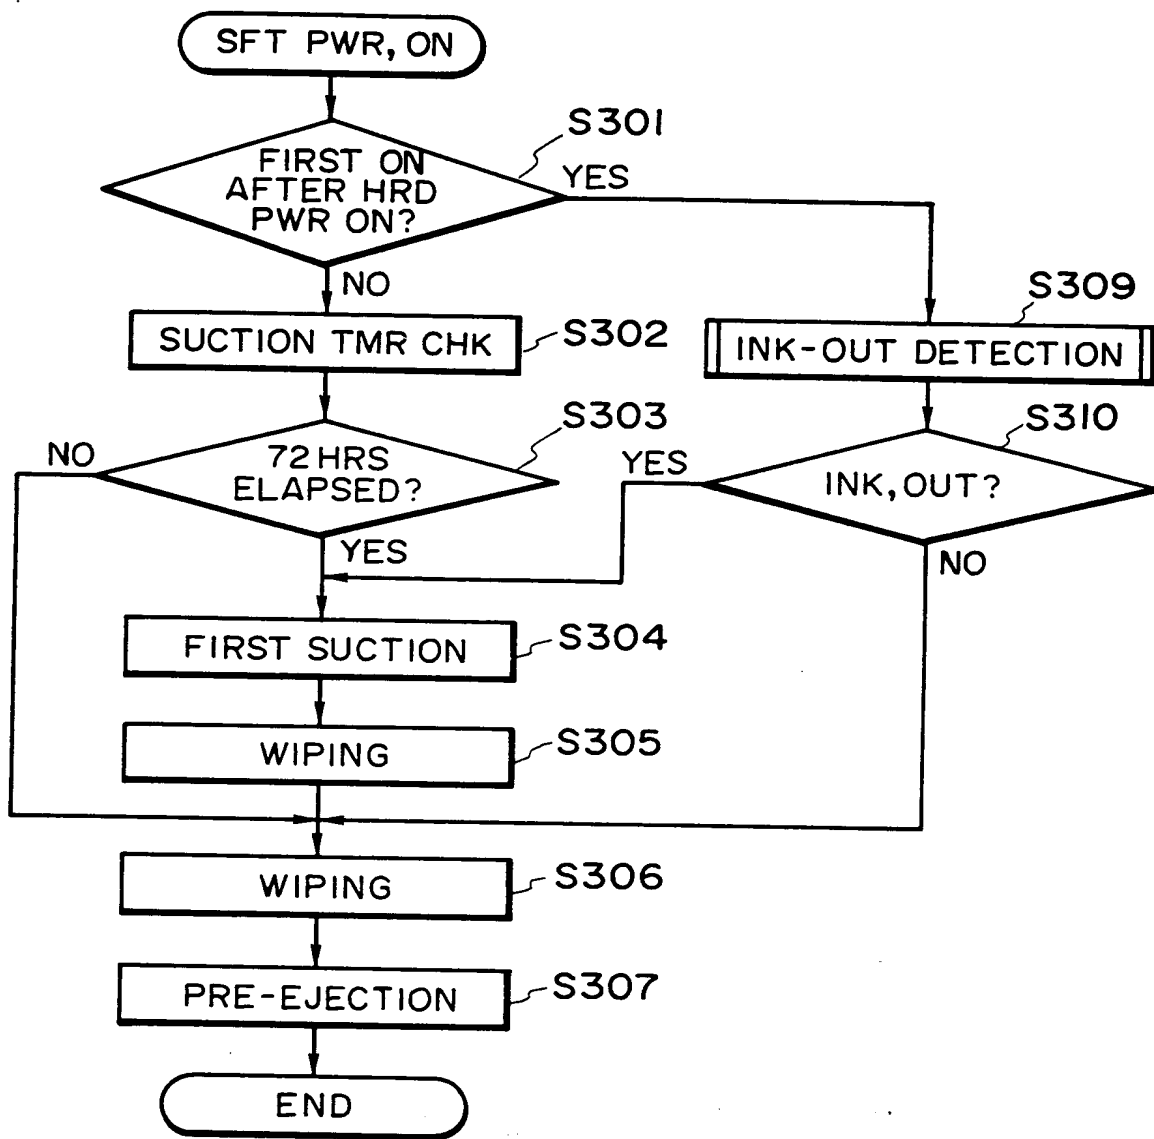 SFT PWR, ON
S301
FIRST ON
AFTER HRD
PWR ON?
YES
NO
S309
SUCTION TMR CHK
S302
INK-OUT DETECTION
S303
S310
NO
72 HRS
ELAPSED?
YES
INK, OUT?
YES
NO
FIRST SUCTION
S304
WIPING
S305
WIPING
S306
PRE-EJECTION
S307
END